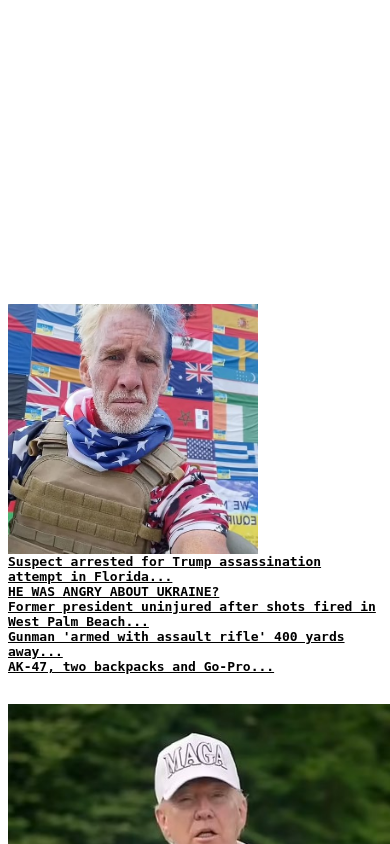 WE N
EQUIP
Suspect arrested for Trump assassination
attempt in Florida...
HE WAS ANGRY ABOUT UKRAINE?
Former president uninjured after shots fired in
West Palm Beach...
Gunman 'armed with assault rifle' 400 yards
away...
AK-47, two backpacks and Go-Pro...
MAGA